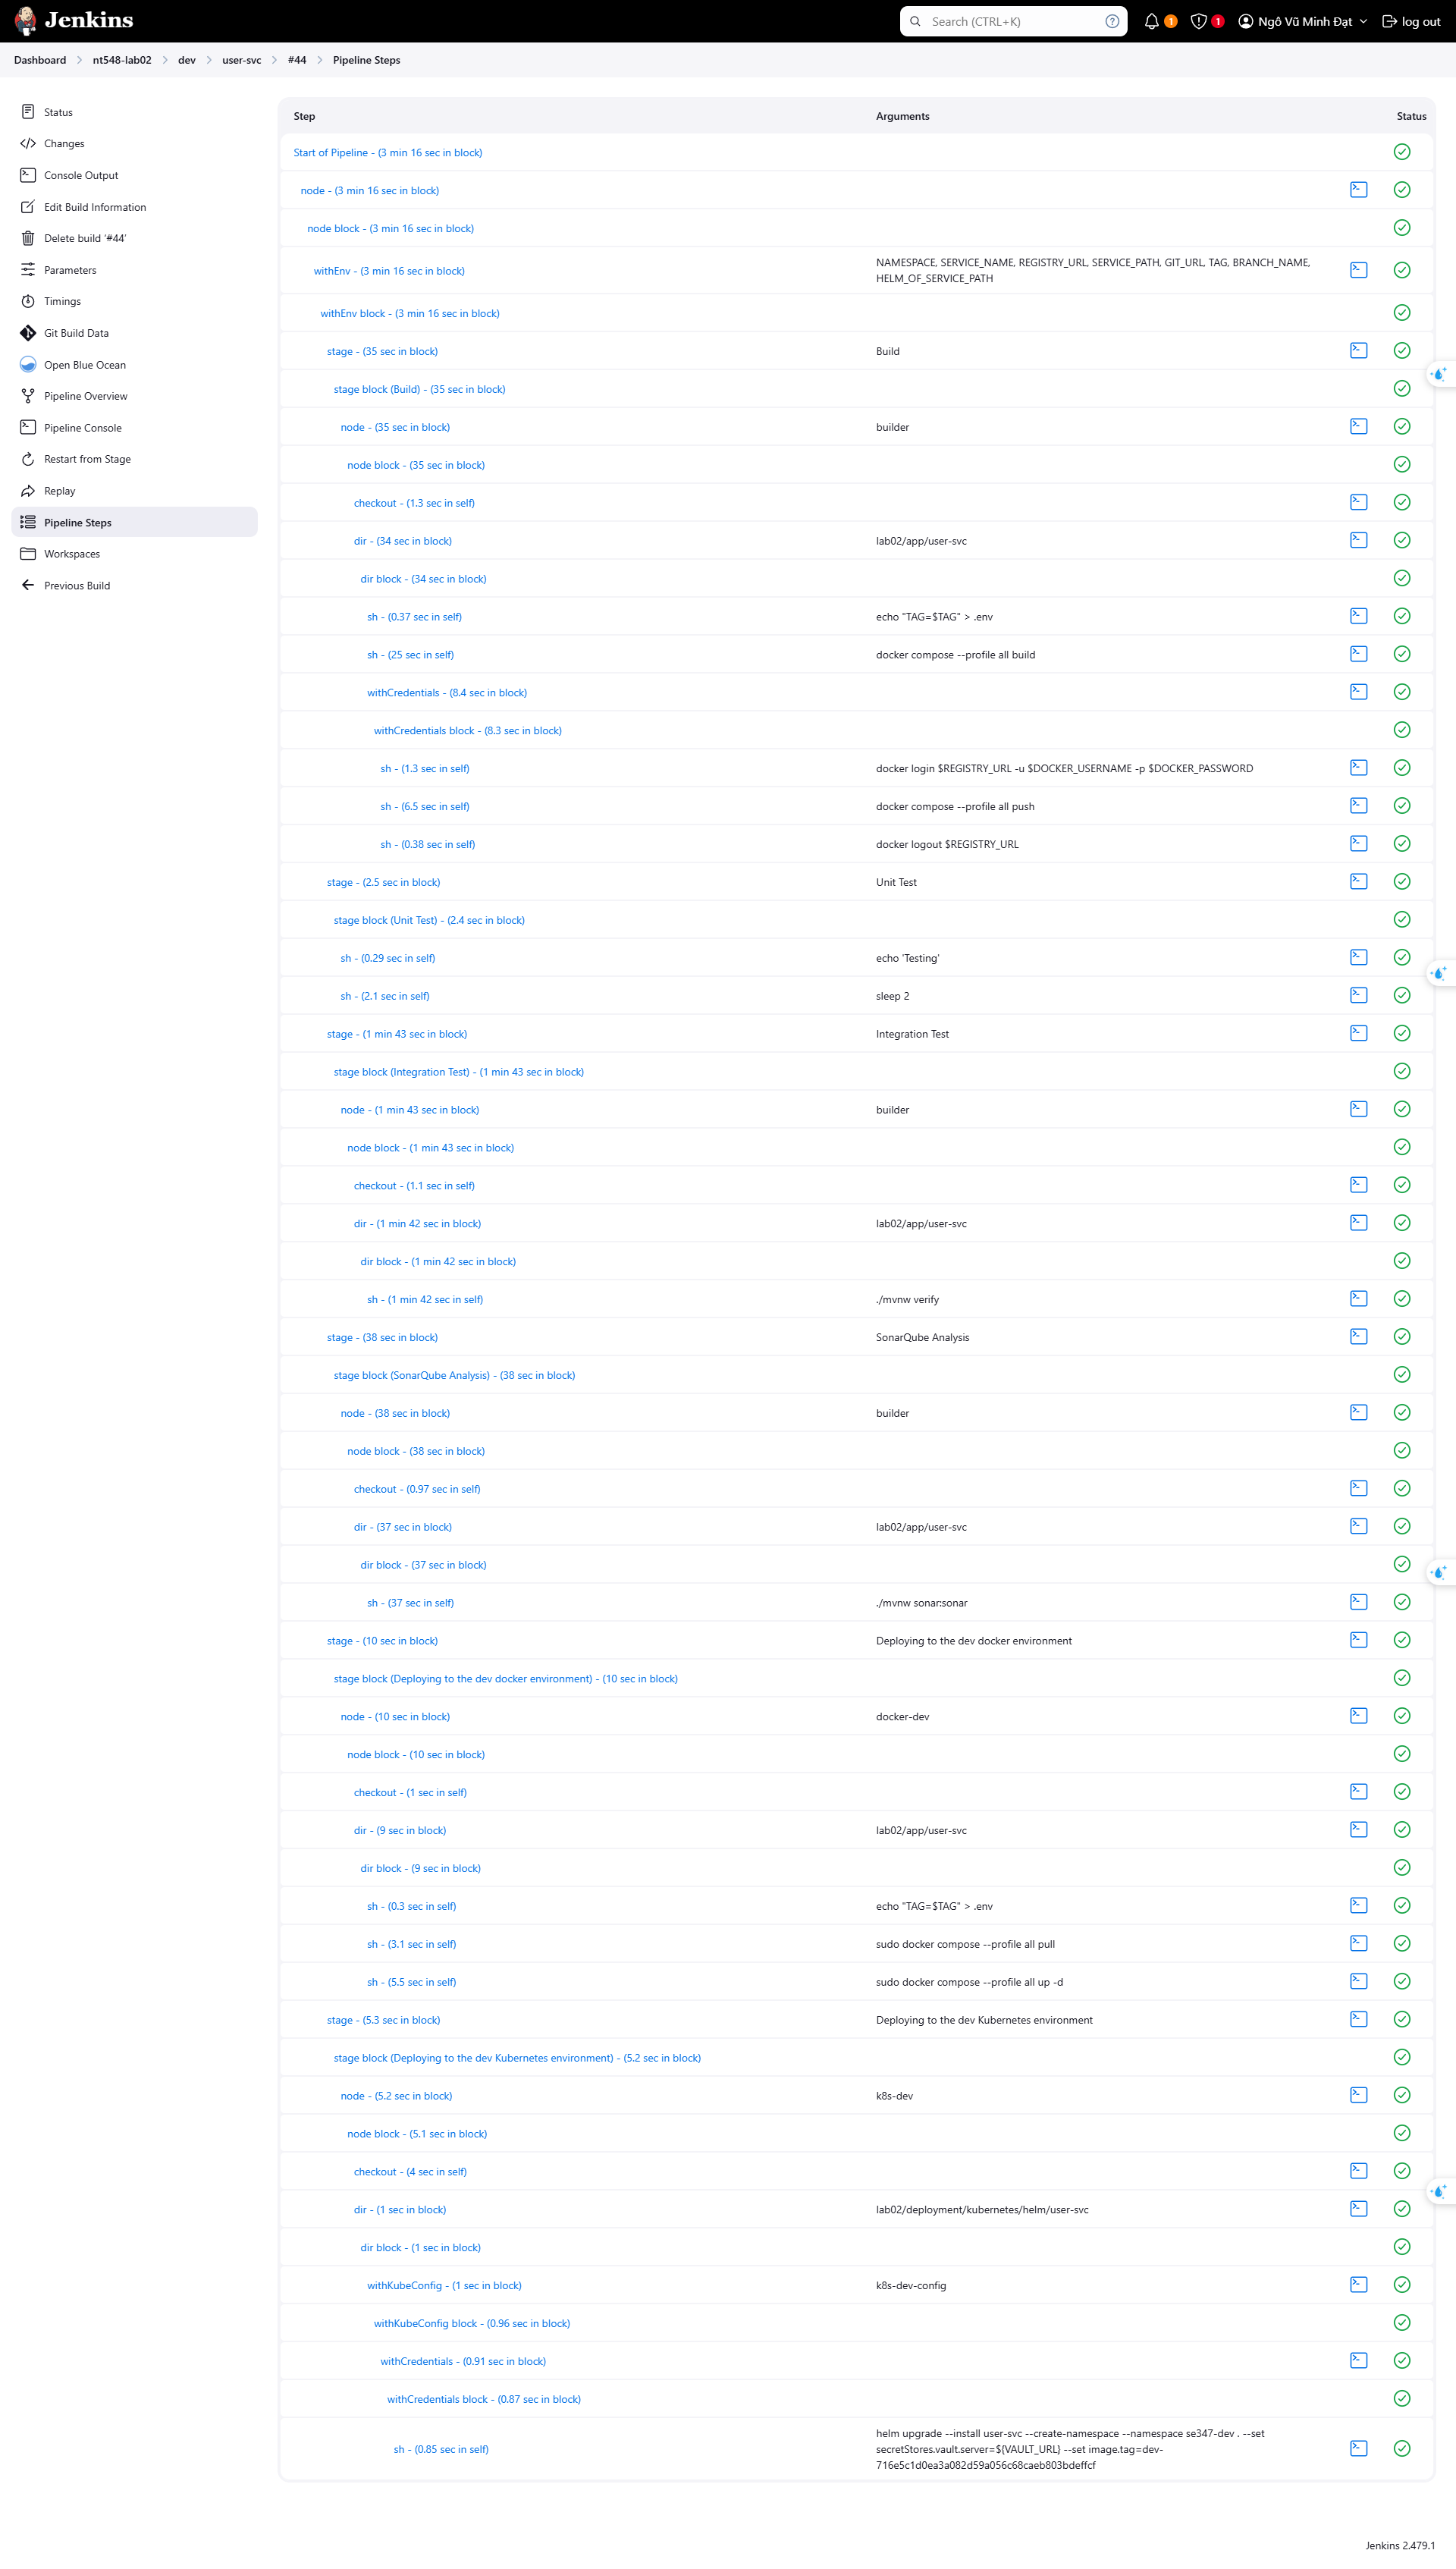 Jenkins
Search (CTRL+K)
1
1
Ngô Vũ Minh Đạt
log out
Dashboard
nt548-lab02
dev
user-svc
#44
Pipeline Steps
Status
Changes
Console Output
Edit Build Information
Delete build ‘#44’
Parameters
Timings
Git Build Data
Open Blue Ocean
Pipeline Overview
Pipeline Console
Restart from Stage
Replay
Pipeline Steps
Workspaces
Previous Build
Step Arguments Status
Start of Pipeline - (3 min 16 sec in block)
node - (3 min 16 sec in block)
node block - (3 min 16 sec in block)
withEnv - (3 min 16 sec in block)
NAMESPACE, SERVICE_NAME, REGISTRY_URL, SERVICE_PATH, GIT_URL, TAG, BRANCH_NAME,
HELM_OF_SERVICE_PATH
withEnv block - (3 min 16 sec in block)
stage - (35 sec in block) Build
stage block (Build) - (35 sec in block)
node - (35 sec in block) builder
node block - (35 sec in block)
checkout - (1.3 sec in self)
dir - (34 sec in block) lab02/app/user-svc
dir block - (34 sec in block)
sh - (0.37 sec in self) echo "TAG=$TAG" > .env
sh - (25 sec in self) docker compose --profile all build
withCredentials - (8.4 sec in block)
withCredentials block - (8.3 sec in block)
sh - (1.3 sec in self) docker login $REGISTRY_URL -u $DOCKER_USERNAME -p $DOCKER_PASSWORD
sh - (6.5 sec in self) docker compose --profile all push
sh - (0.38 sec in self) docker logout $REGISTRY_URL
stage - (2.5 sec in block) Unit Test
stage block (Unit Test) - (2.4 sec in block)
sh - (0.29 sec in self) echo 'Testing'
sh - (2.1 sec in self) sleep 2
stage - (1 min 43 sec in block) Integration Test
stage block (Integration Test) - (1 min 43 sec in block)
node - (1 min 43 sec in block) builder
node block - (1 min 43 sec in block)
checkout - (1.1 sec in self)
dir - (1 min 42 sec in block) lab02/app/user-svc
dir block - (1 min 42 sec in block)
sh - (1 min 42 sec in self) ./mvnw verify
stage - (38 sec in block) SonarQube Analysis
stage block (SonarQube Analysis) - (38 sec in block)
node - (38 sec in block) builder
node block - (38 sec in block)
checkout - (0.97 sec in self)
dir - (37 sec in block) lab02/app/user-svc
dir block - (37 sec in block)
sh - (37 sec in self) ./mvnw sonar:sonar
stage - (10 sec in block) Deploying to the dev docker environment
stage block (Deploying to the dev docker environment) - (10 sec in block)
node - (10 sec in block) docker-dev
node block - (10 sec in block)
checkout - (1 sec in self)
dir - (9 sec in block) lab02/app/user-svc
dir block - (9 sec in block)
sh - (0.3 sec in self) echo "TAG=$TAG" > .env
sh - (3.1 sec in self) sudo docker compose --profile all pull
sh - (5.5 sec in self) sudo docker compose --profile all up -d
stage - (5.3 sec in block) Deploying to the dev Kubernetes environment
stage block (Deploying to the dev Kubernetes environment) - (5.2 sec in block)
node - (5.2 sec in block) k8s-dev
node block - (5.1 sec in block)
checkout - (4 sec in self)
dir - (1 sec in block) lab02/deployment/kubernetes/helm/user-svc
dir block - (1 sec in block)
withKubeConfig - (1 sec in block) k8s-dev-config
withKubeConfig block - (0.96 sec in block)
withCredentials - (0.91 sec in block)
withCredentials block - (0.87 sec in block)
sh - (0.85 sec in self)
helm upgrade --install user-svc --create-namespace --namespace se347-dev . --set
secretStores.vault.server=${VAULT_URL} --set image.tag=dev-
716e5c1d0ea3a082d59a056c68caeb803bdeffcf
Jenkins 2.479.1